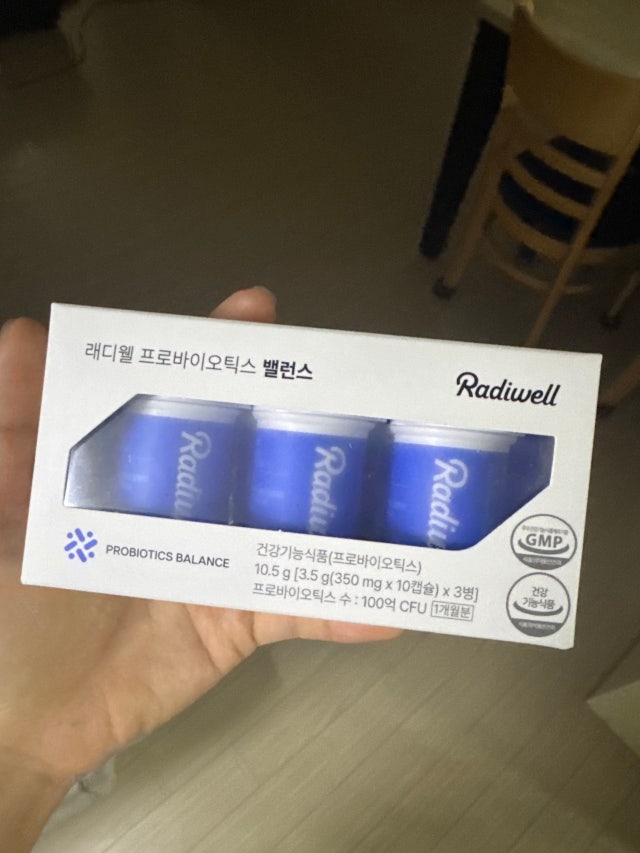 래디웰 프로바이오틱스 밸런스
Radiwell
Radiw
Radiw
Radiw
PROBIOTICS BALANCE
건강기능식품(프로바이오틱스)
10.5 g [3.5 g(350 mg x 10캡슐) x 3병]
프로바이오틱스 수 : 100억 CFU 1개월분
GMP
건강
기능식품